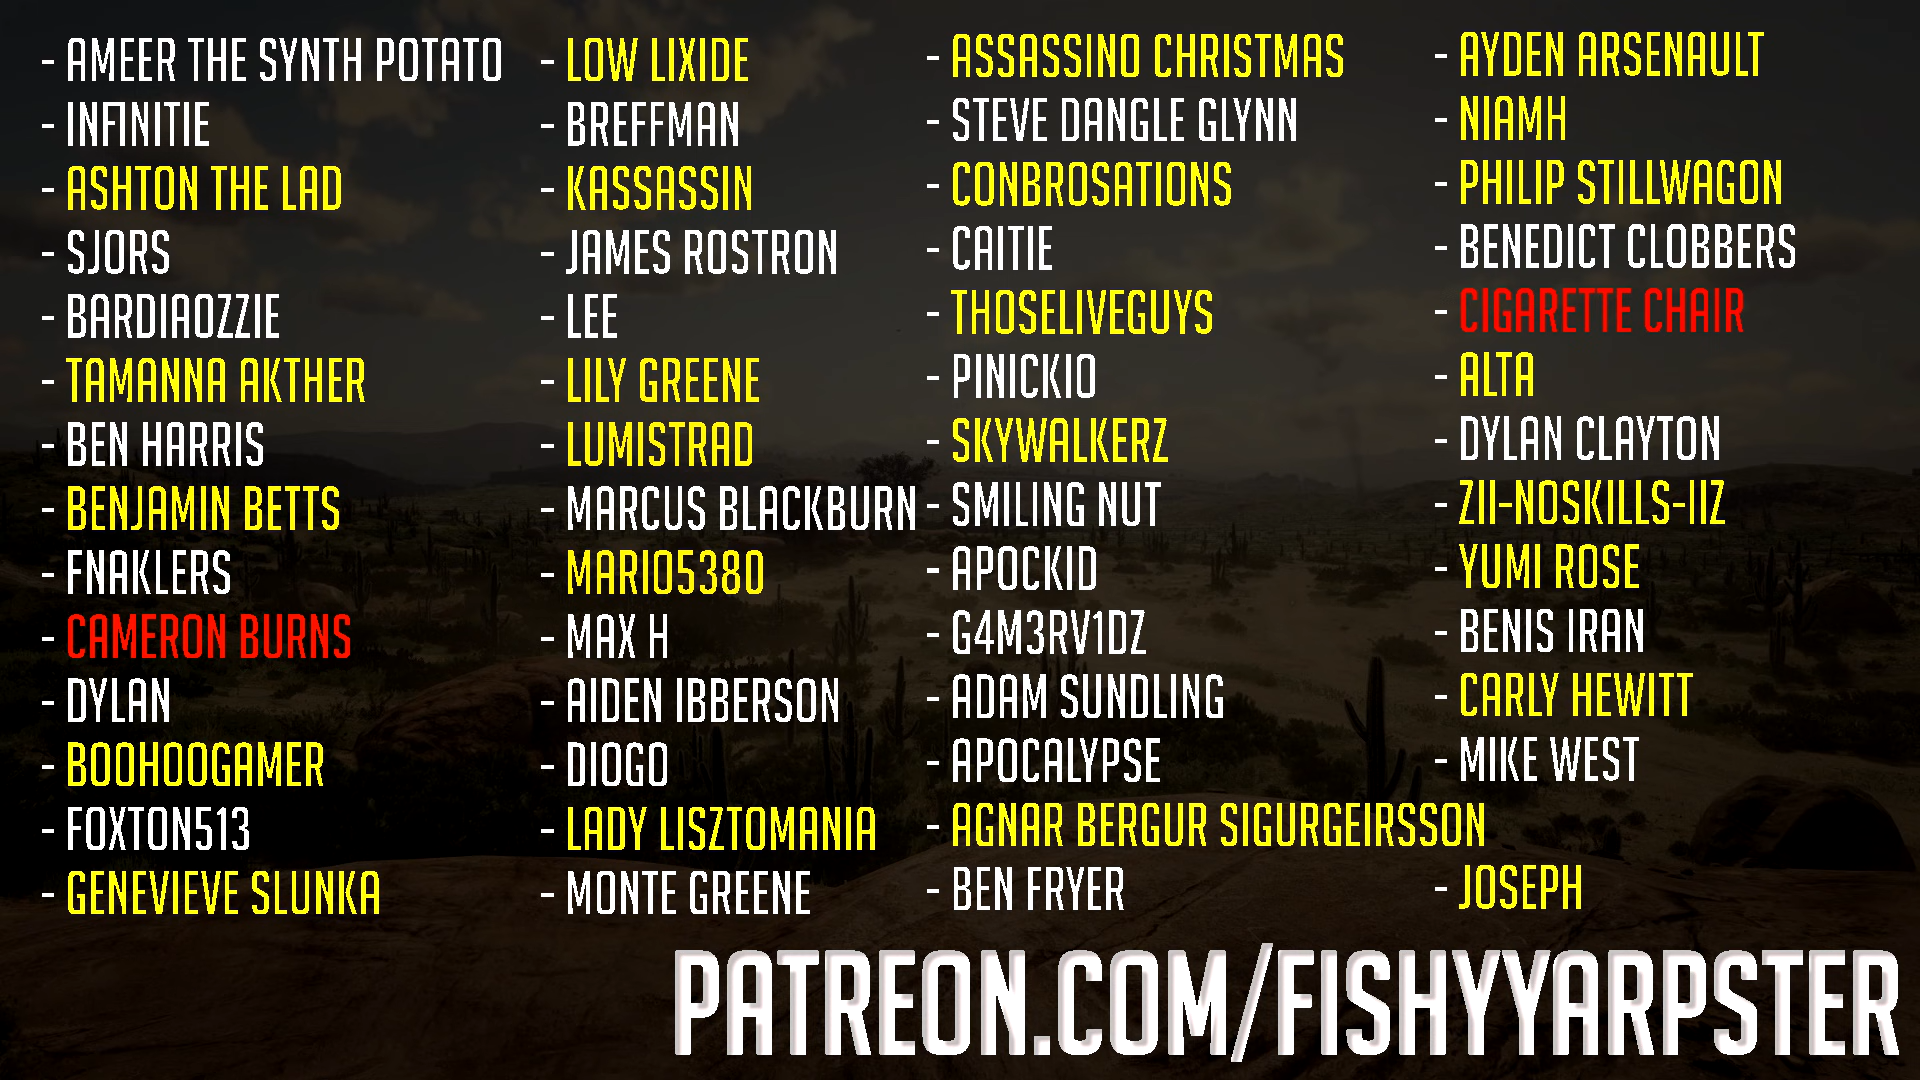 - AMEER THE SYNTH POTATO
- INFINITIE
- ASHTON THE LAD
- SJORS
- BARDIAOZZIE
- TAMANNA AKTHER
- BEN HARRIS
- BENJAMIN BETTS
- FNAKLERS
- CAMERON BURNS
- DYLAN
- BOOHOOGAMER
- FOXTON513
- GENEVIEVE SLUNKA
- LOW LIXIDE
- BREFFMAN
- KASSASSIN
- JAMES ROSTRON
- LEE
- LILY GREENE
- LUMISTRAD
- MARCUS BLACKBURN
- MARIO5380
- MAX H
- AIDEN IBBERSON
- DIOGO
- LADY LISZTOMANIA
- MONTE GREENE
- ASSASSINO CHRISTMAS
- STEVE DANGLE GLYNN
- CONBROSATIONS
- CAITIE
- THOSELIVEGUYS
- PINICKIO
- SKYWALKERZ
- SMILING NUT
- APOCKID
- G4M3RV1DZ
- ADAM SUNDLING
- APOCALYPSE
- AGNAR BERGUR SIGURGEIRSSON
- BEN FRYER
- AYDEN ARSENAULT
- NIAMH
- PHILIP STILLWAGON
- BENEDICT CLOBBERS
- CIGARETTE CHAIR
- ALTA
- DYLAN CLAYTON
- ZII-NOSKILLS-IIZ
- YUMI ROSE
- BENIS IRAN
- CARLY HEWITT
- MIKE WEST
- JOSEPH
PATREON.COM/FISHYYARPSTER